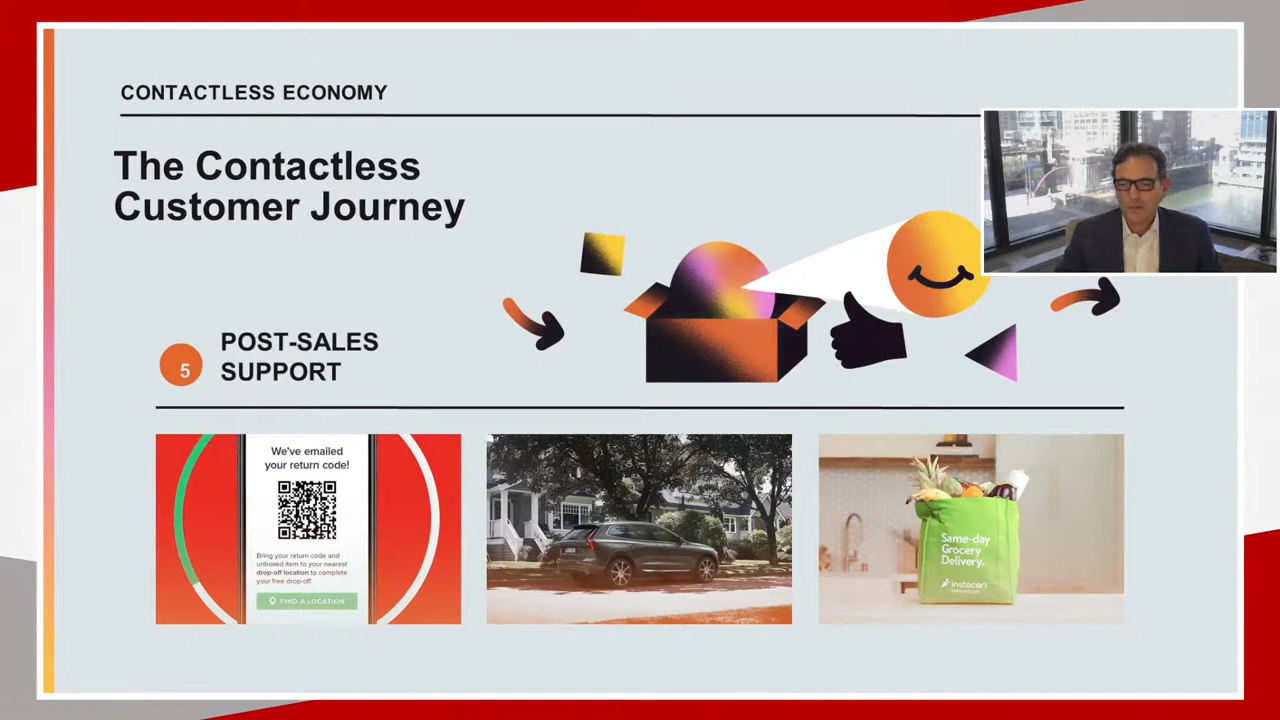 CONTACTLESS ECONOMY
The Contactless
Customer Journey
5
POST-SALES
SUPPORT
We've emailed
your return code!
Bring your return code and
unboxed item to your nearest
drop-off location to complete
your free drop-off.
FIND A LOCATION
Same-day
Grocery
Delivery.
instacart